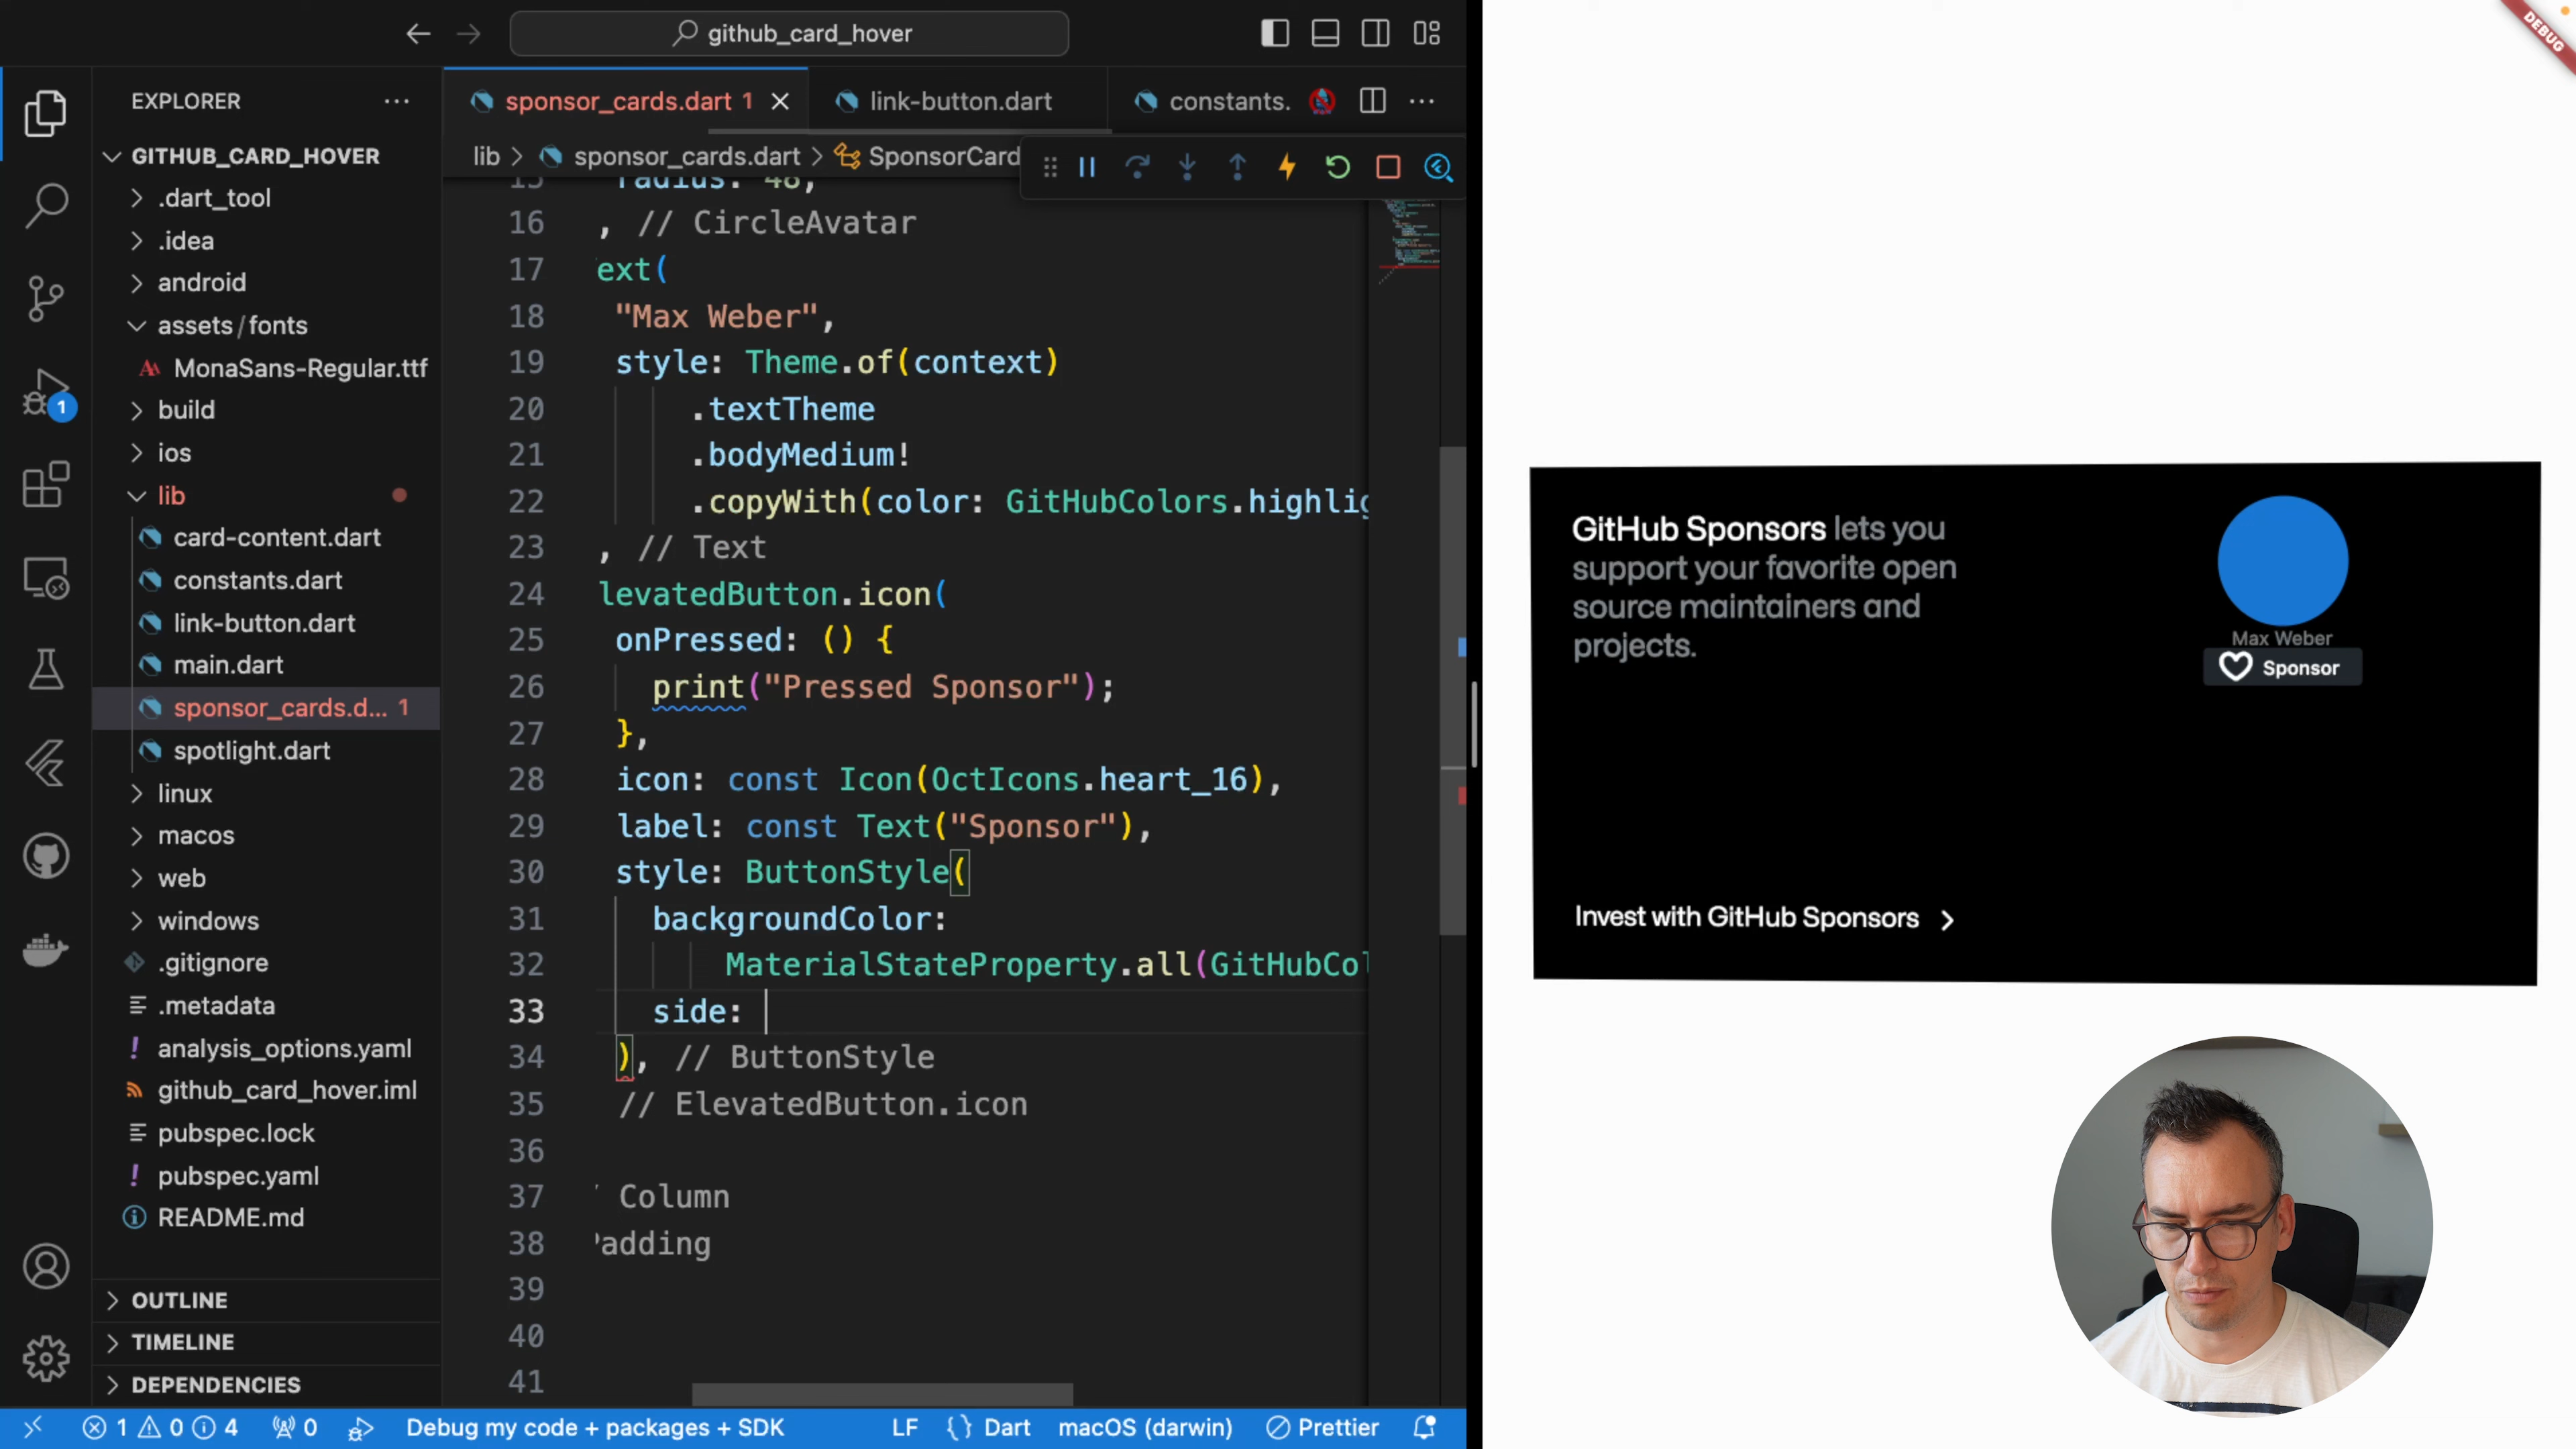 github_card_hover
EXPLORER
GITHUB_CARD_HOVER
.dart_tool
.idea
android
assets/fonts
MonaSans-Regular.ttf
build
ios
lib
card-content.dart
constants.dart
link-button.dart
main.dart
sponsor_cards.d... 1
spotlight.dart
linux
macos
web
windows
.gitignore
.metadata
analysis_options.yaml
github_card_hover.iml
pubspec.lock
pubspec.yaml
README.md
OUTLINE
TIMELINE
DEPENDENCIES
1
sponsor_cards.dart 1
link-button.dart
constants.
lib > sponsor_cards.dart > SponsorCard
15 radius: 48,
16 , // CircleAvatar
17 ext(
18 "Max Weber",
19 style: Theme.of(context)
20 .textTheme
21 .bodyMedium!
22 .copyWith(color: GitHubColors.highlig
23 , // Text
24 levatedButton.icon(
25 onPressed: () {
26 print("Pressed Sponsor");
27 },
28 icon: const Icon(OctIcons.heart_16),
29 label: const Text("Sponsor"),
30 style: ButtonStyle(
31 backgroundColor:
32 MaterialStateProperty.all(GitHubCol
33 side:
34 ), // ButtonStyle
35 // ElevatedButton.icon
36
37 / Column
38 Padding
39
40
41
1 0 4 0 Debug my code + packages + SDK LF {} Dart macOS (darwin) Prettier
DEBUG
GitHub Sponsors lets you
support your favorite open
source maintainers and
projects.
Max Weber
Sponsor
Invest with GitHub Sponsors